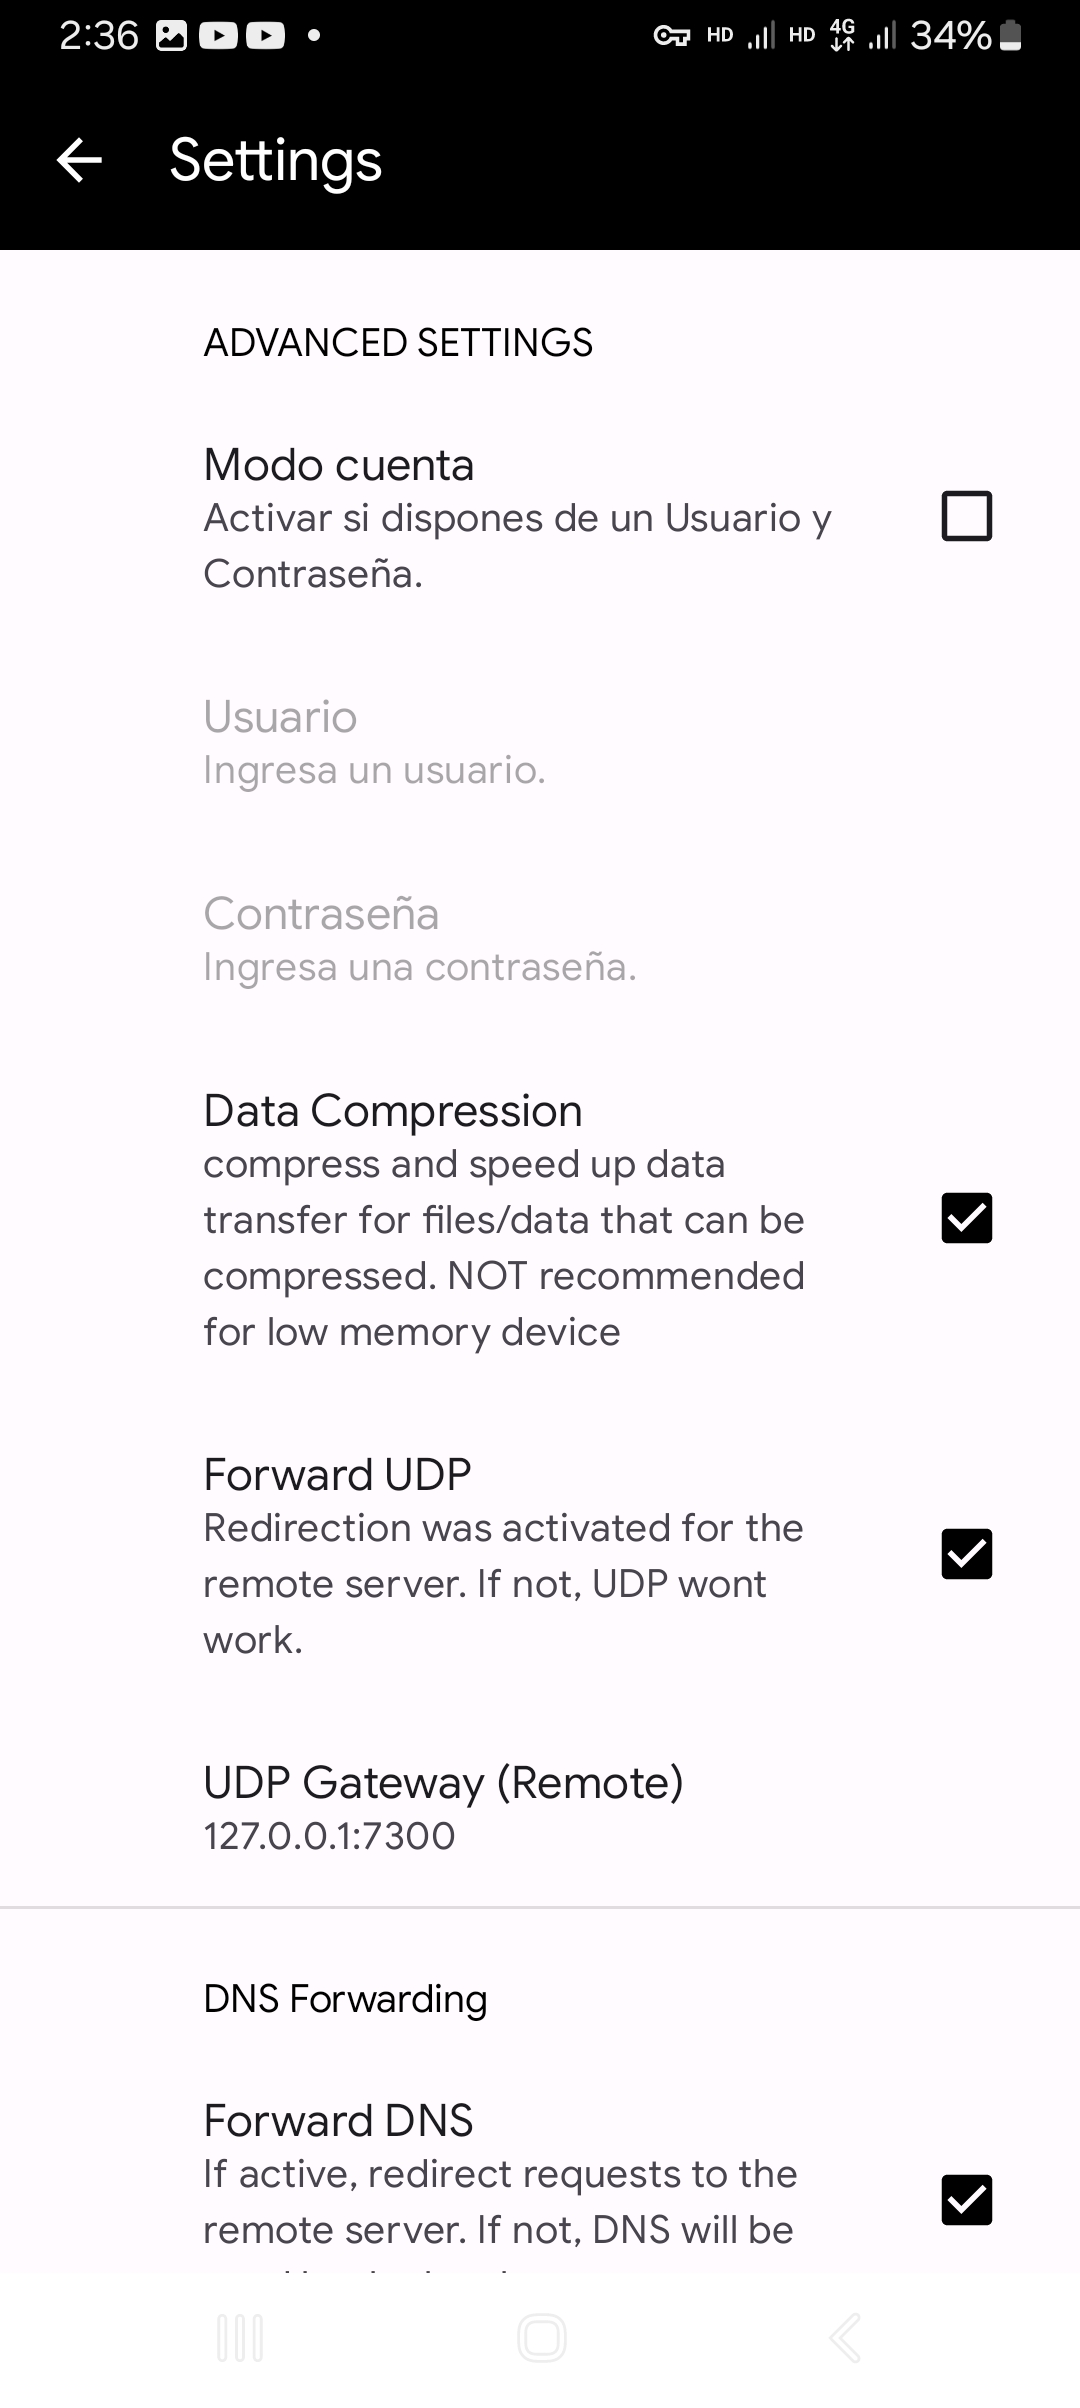 2:36 HD HD 4G 34%
Settings
ADVANCED SETTINGS
Modo cuenta
Activar si dispones de un Usuario y
Contraseña.
Usuario
Ingresa un usuario.
Contraseña
Ingresa una contraseña.
Data Compression
compress and speed up data
transfer for files/data that can be
compressed. NOT recommended
for low memory device
Forward UDP
Redirection was activated for the
remote server. If not, UDP wont
work.
UDP Gateway (Remote)
127.0.0.1:7300
DNS Forwarding
Forward DNS
If active, redirect requests to the
remote server. If not, DNS will be